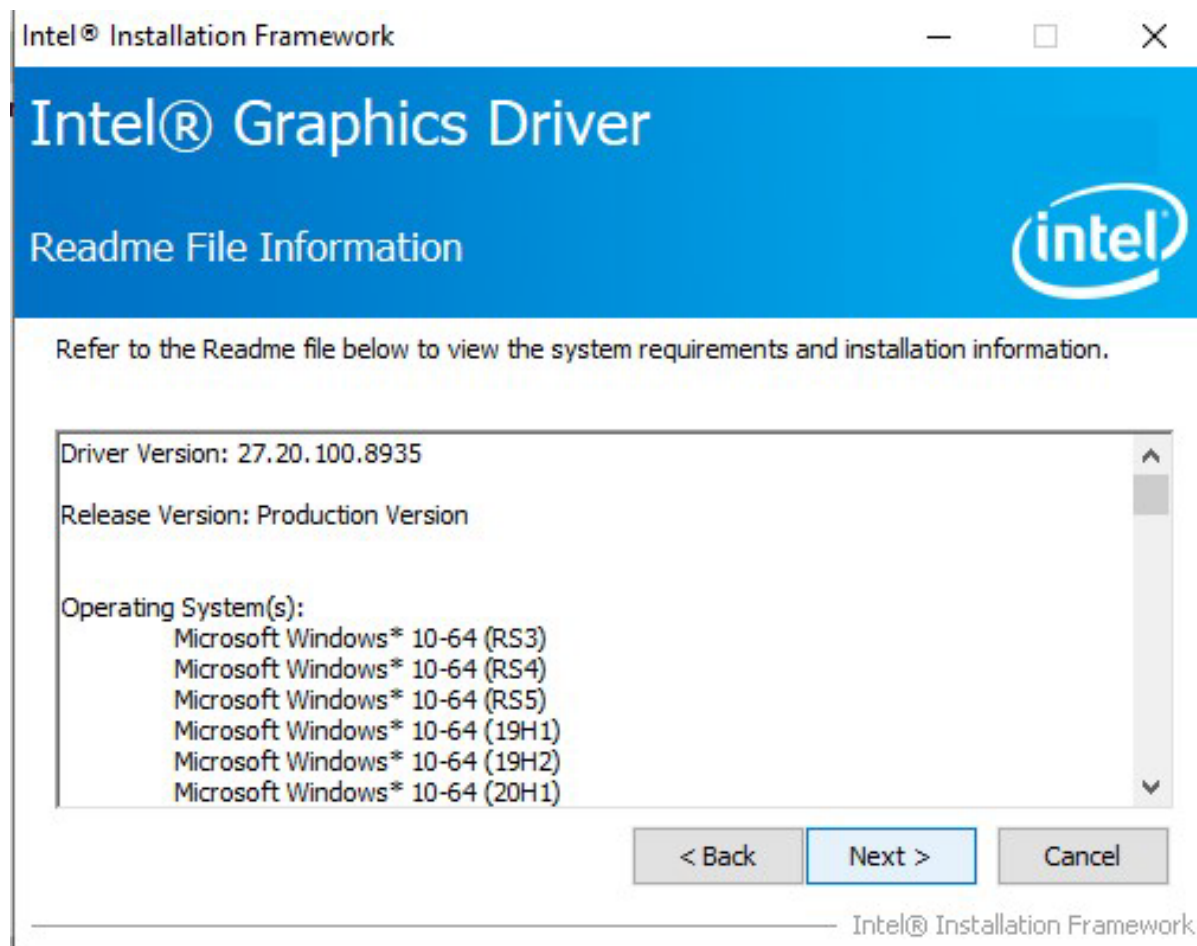 Intel® Installation Framework
Intel® Graphics Driver
Readme File Information
intel
Refer to the Readme file below to view the system requirements and installation information.
Driver Version: 27.20.100.8935
Release Version: Production Version
Operating System(s):
Microsoft Windows* 10-64 (RS3)
Microsoft Windows* 10-64 (RS4)
Microsoft Windows* 10-64 (RS5)
Microsoft Windows* 10-64 (19H1)
Microsoft Windows* 10-64 (19H2)
Microsoft Windows* 10-64 (20H1)
< Back Next > Cancel
Intel® Installation Framework